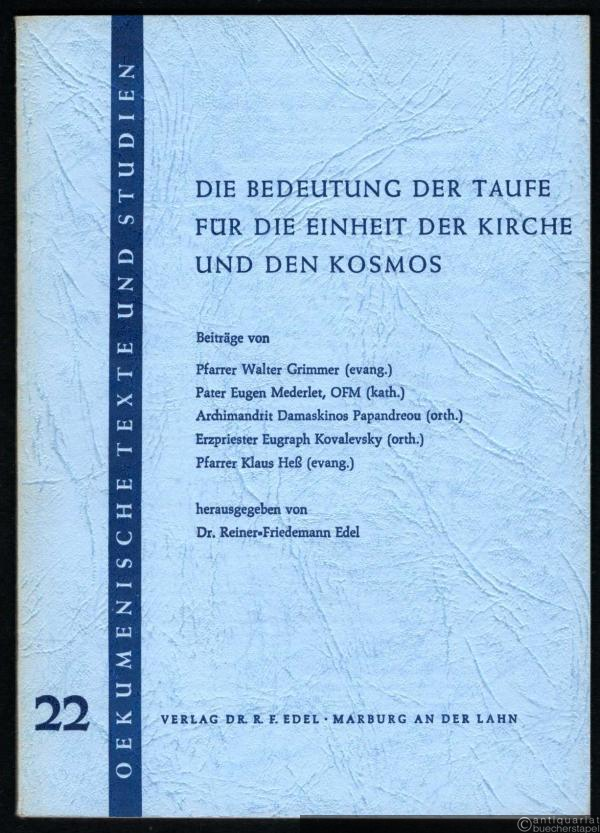 OEKUMENISCHE TEXTE UND STUDIEN
DIE BEDEUTUNG DER TAUFE
FÜR DIE EINHEIT DER KIRCHE
UND DEN KOSMOS
Beiträge von
Pfarrer Walter Grimmer (evang.)
Pater Eugen Mederlet, OFM (kath.)
Archimandrit Damaskinos Papandreou (orth.)
Erzpriester Eugraph Kovalevsky (orth.)
Pfarrer Klaus Heß (evang.)
herausgegeben von
Dr. Reiner-Friedemann Edel
22
VERLAG DR. R. F. EDEL · MARBURG AN DER LAHN
antiquariat
buecherstapel